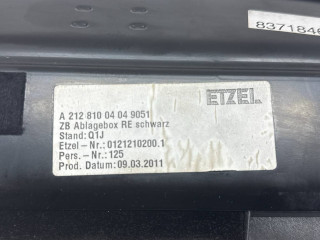 837184
ETZEL
A 212 810 04 04 9051
ZB Ablagebox RE schwarz
Stand: Q1J
Etzel – Nr.: 0121210200.1
Pers. – Nr.: 125
Prod. Datum: 09.03.2011